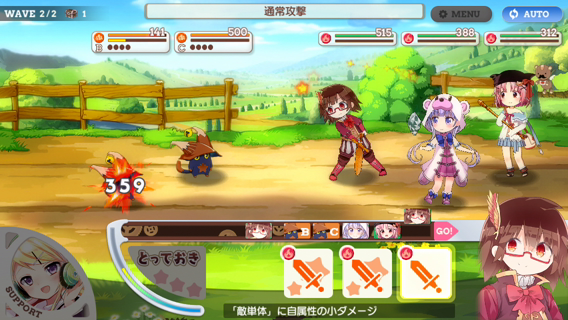 WAVE 2/2 1
通常攻撃
MENU
AUTO
141
B
500
C
515
388
312
359
B
C
GO!
とっておき
SUPPORT
「敵単体」に自属性の小ダメージ